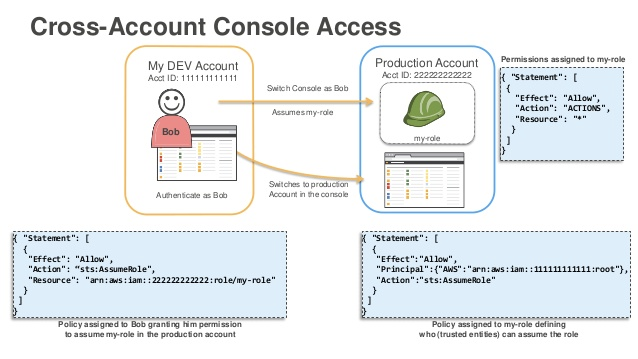 Cross-Account Console Access
My DEV Account
Acct ID: 111111111111
Bob
Authenticate as Bob
Switch Console as Bob
Assumes my-role
Switches to production
Account in the console
Production Account
Acct ID: 222222222222
my-role
Permissions assigned to my-role
{ "Statement": [
{
"Effect": "Allow",
"Action": "ACTIONS",
"Resource": "*"
}
]
}
{ "Statement": [
{
"Effect": "Allow",
"Action": "sts:AssumeRole",
"Resource": "arn:aws:iam::222222222222:role/my-role"
}
]
}
Policy assigned to Bob granting him permission
to assume my-role in the production account
{ "Statement": [
{
"Effect":"Allow",
"Principal":{"AWS":"arn:aws:iam::111111111111:root"},
"Action":"sts:AssumeRole"
}
]
}
Policy assigned to my-role defining
who (trusted entities) can assume the role